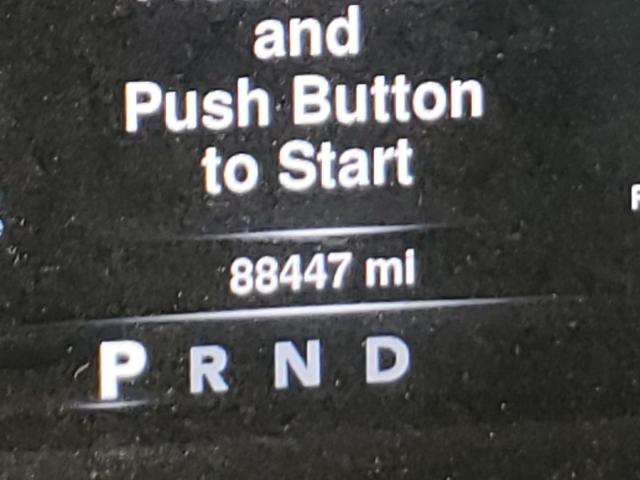 and
Push Button
to Start
88447 mi
P R N D